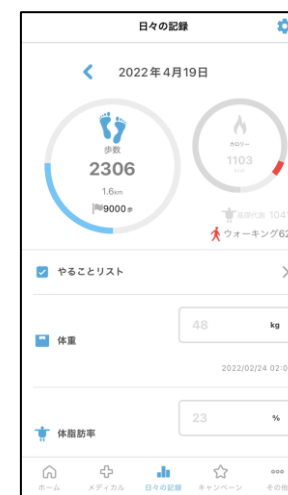 日々の記録
2022年4月19日
歩数
2306
1.6km
9000歩
カロリー
1103
kcal
基礎代謝 1041
ウォーキング62
やることリスト
48 kg
体重
2022/02/24 02:0
23 %
体脂肪率
ホーム メディカル 日々の記録 キャンペーン その他